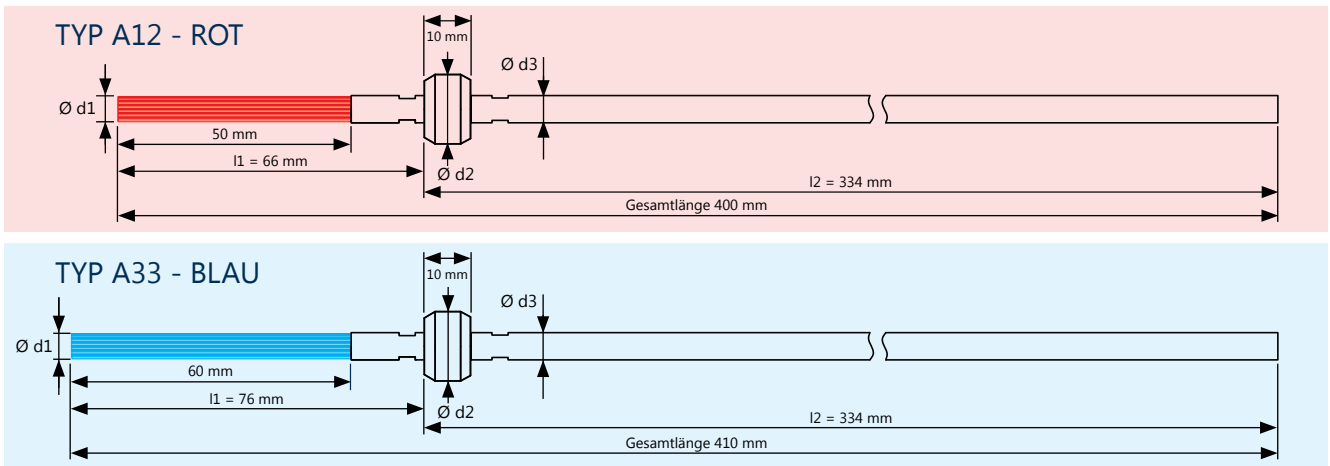 TYP A12 - ROT
10 mm
Ø d3
Ø d1
50 mm
l1 = 66 mm
Ø d2
l2 = 334 mm
Gesamtlänge 400 mm
TYP A33 - BLAU
10 mm
Ø d3
Ø d1
60 mm
l1 = 76 mm
Ø d2
l2 = 334 mm
Gesamtlänge 410 mm